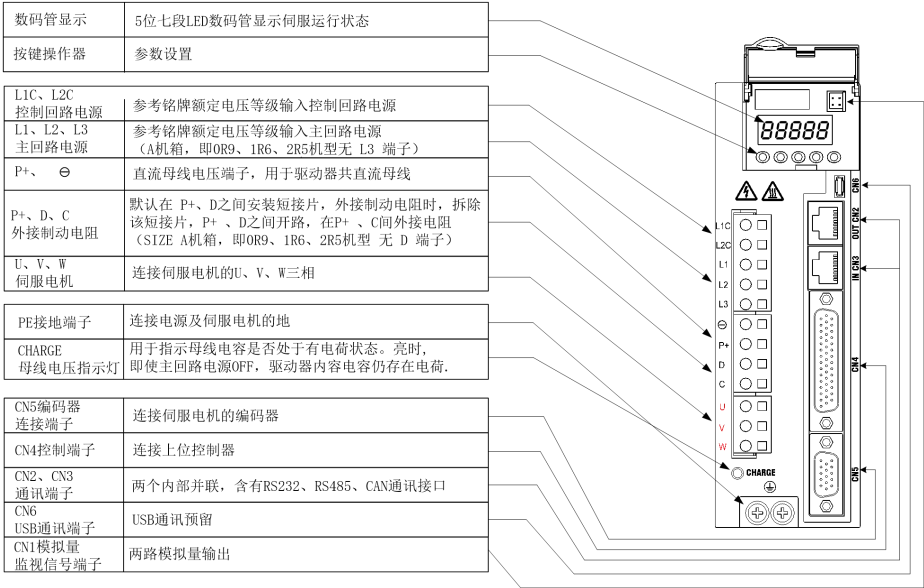 数码管显示
5位七段LED数码管显示伺服运行状态
按键操作器
参数设置
L1C、L2C
控制回路电源
参考铭牌额定电压等级输入控制回路电源
L1、L2、L3
主回路电源
参考铭牌额定电压等级输入主回路电源
（A机箱，即0R9、1R6、2R5机型无 L3 端子）
P+、 ⊖
直流母线电压端子，用于驱动器共直流母线
P+、D、C
外接制动电阻
默认在 P+、D之间安装短接片，外接制动电阻时，拆除
该短接片，P+ 、D之间开路，在P+ 、C间外接电阻
（SIZE A机箱，即0R9、1R6、2R5机型 无 D 端子）
U、V、W
伺服电机
连接伺服电机的U、V、W三相
PE接地端子
连接电源及伺服电机的地
CHARGE
母线电压指示灯
用于指示母线电容是否处于有电荷状态。亮时,
即使主回路电源OFF，驱动器内容电容仍存在电荷.
CN5编码器
连接端子
连接伺服电机的编码器
CN4控制端子
连接上位控制器
CN2、CN3
通讯端子
两个内部并联，含有RS232、RS485、CAN通讯接口
CN6
USB通讯端子
USB通讯预留
CN1模拟量
监视信号端子
两路模拟量输出
88888
CN6
OUT CN2
IN CN3
CN4
CN5
L1C
L2C
L1
L2
L3
⊖
P+
D
C
U
V
W
CHARGE